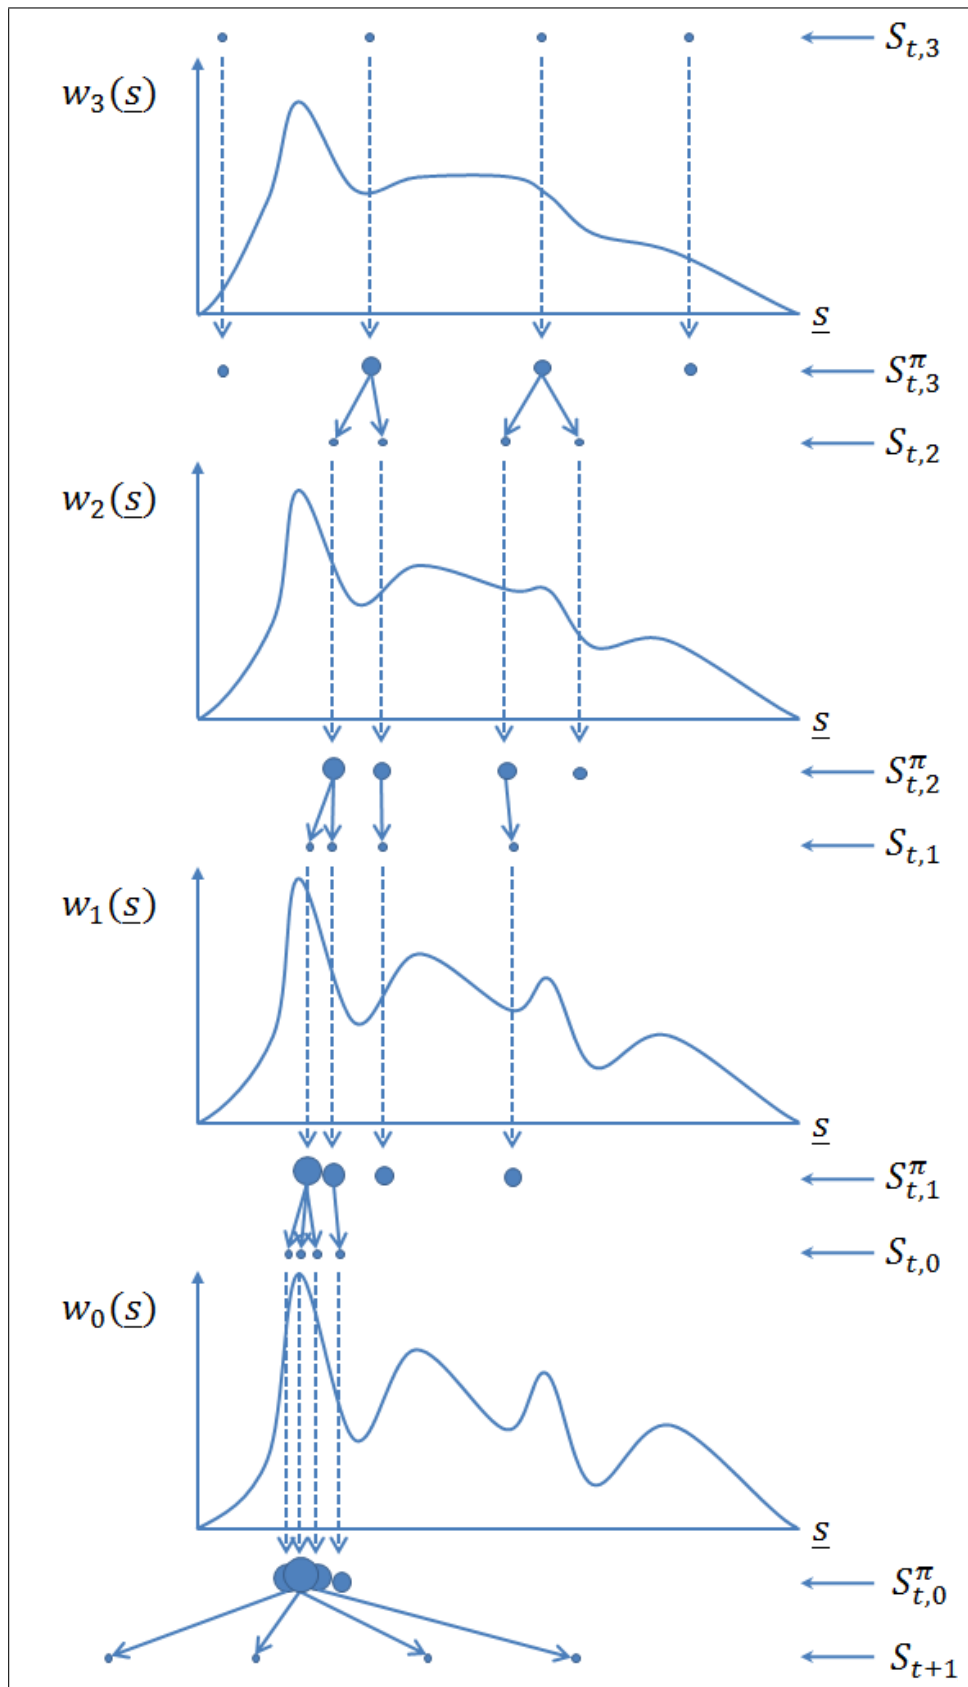 S_{t,3}
w_3(s)
s
S^π_{t,3}
S_{t,2}
w_2(s)
s
S^π_{t,2}
S_{t,1}
w_1(s)
s
S^π_{t,1}
S_{t,0}
w_0(s)
s
S^π_{t,0}
S_{t+1}